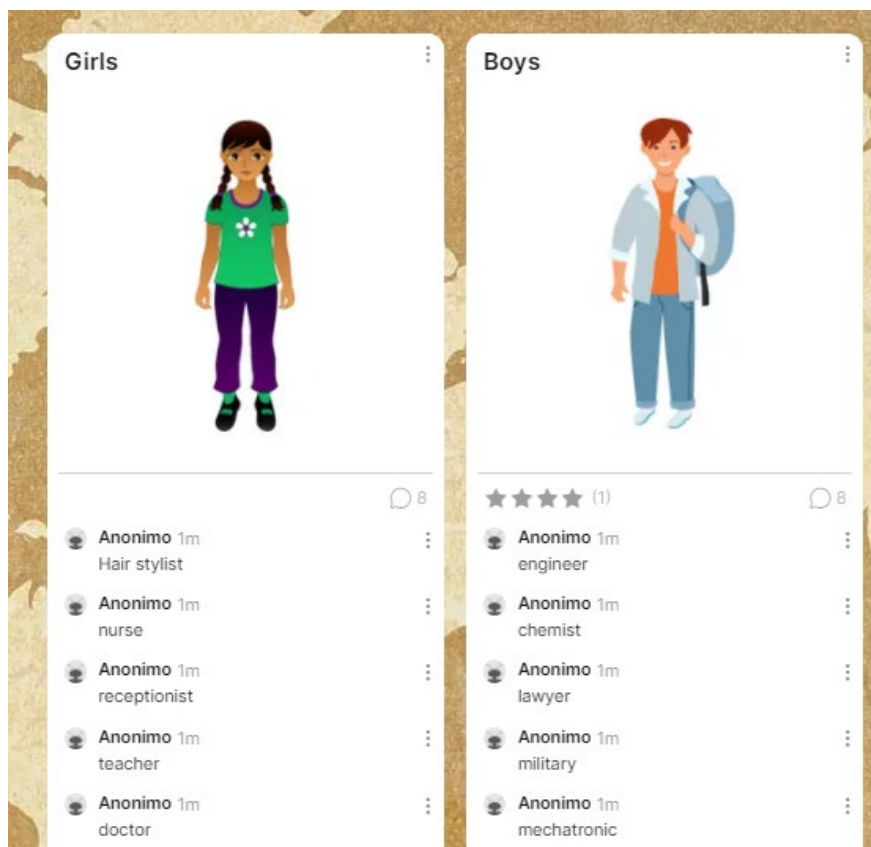 Girls
8
Anonimo 1m
Hair stylist
Anonimo 1m
nurse
Anonimo 1m
receptionist
Anonimo 1m
teacher
Anonimo 1m
doctor
Boys
(1)
8
Anonimo 1m
engineer
Anonimo 1m
chemist
Anonimo 1m
lawyer
Anonimo 1m
military
Anonimo 1m
mechatronic